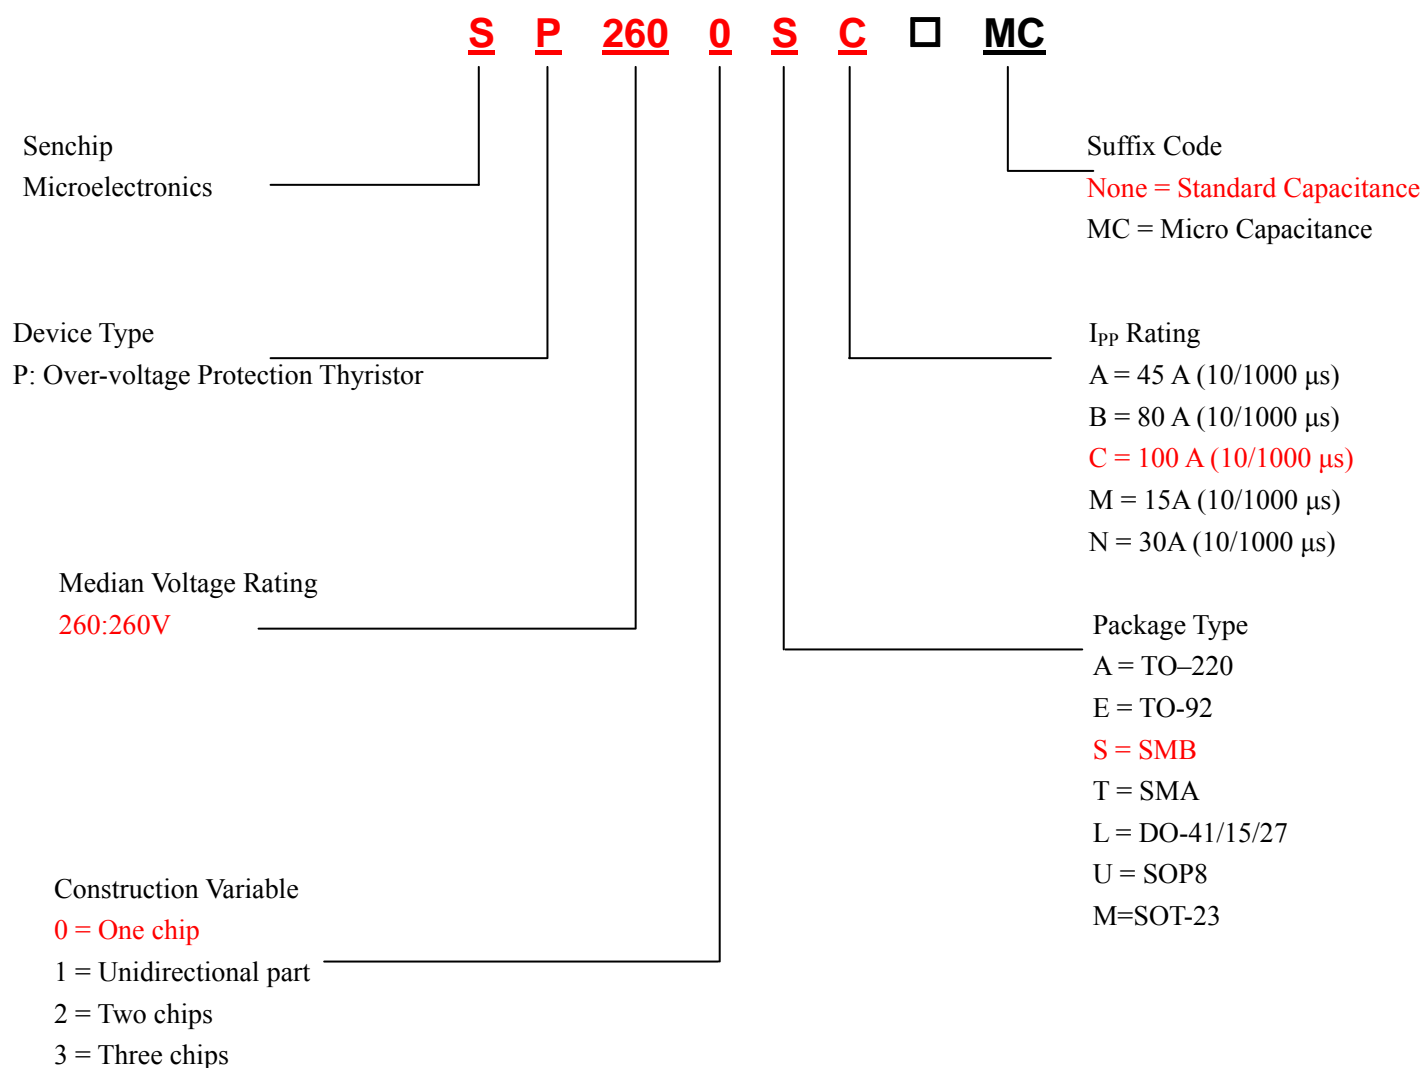 S P 260 0 S C □ MC
Senchip
Microelectronics
Suffix Code
None = Standard Capacitance
MC = Micro Capacitance
Device Type
P: Over-voltage Protection Thyristor
IPP Rating
A = 45 A (10/1000 μs)
B = 80 A (10/1000 μs)
C = 100 A (10/1000 μs)
M = 15A (10/1000 μs)
N = 30A (10/1000 μs)
Median Voltage Rating
260:260V
Package Type
A = TO–220
E = TO-92
S = SMB
T = SMA
L = DO-41/15/27
U = SOP8
M=SOT-23
Construction Variable
0 = One chip
1 = Unidirectional part
2 = Two chips
3 = Three chips